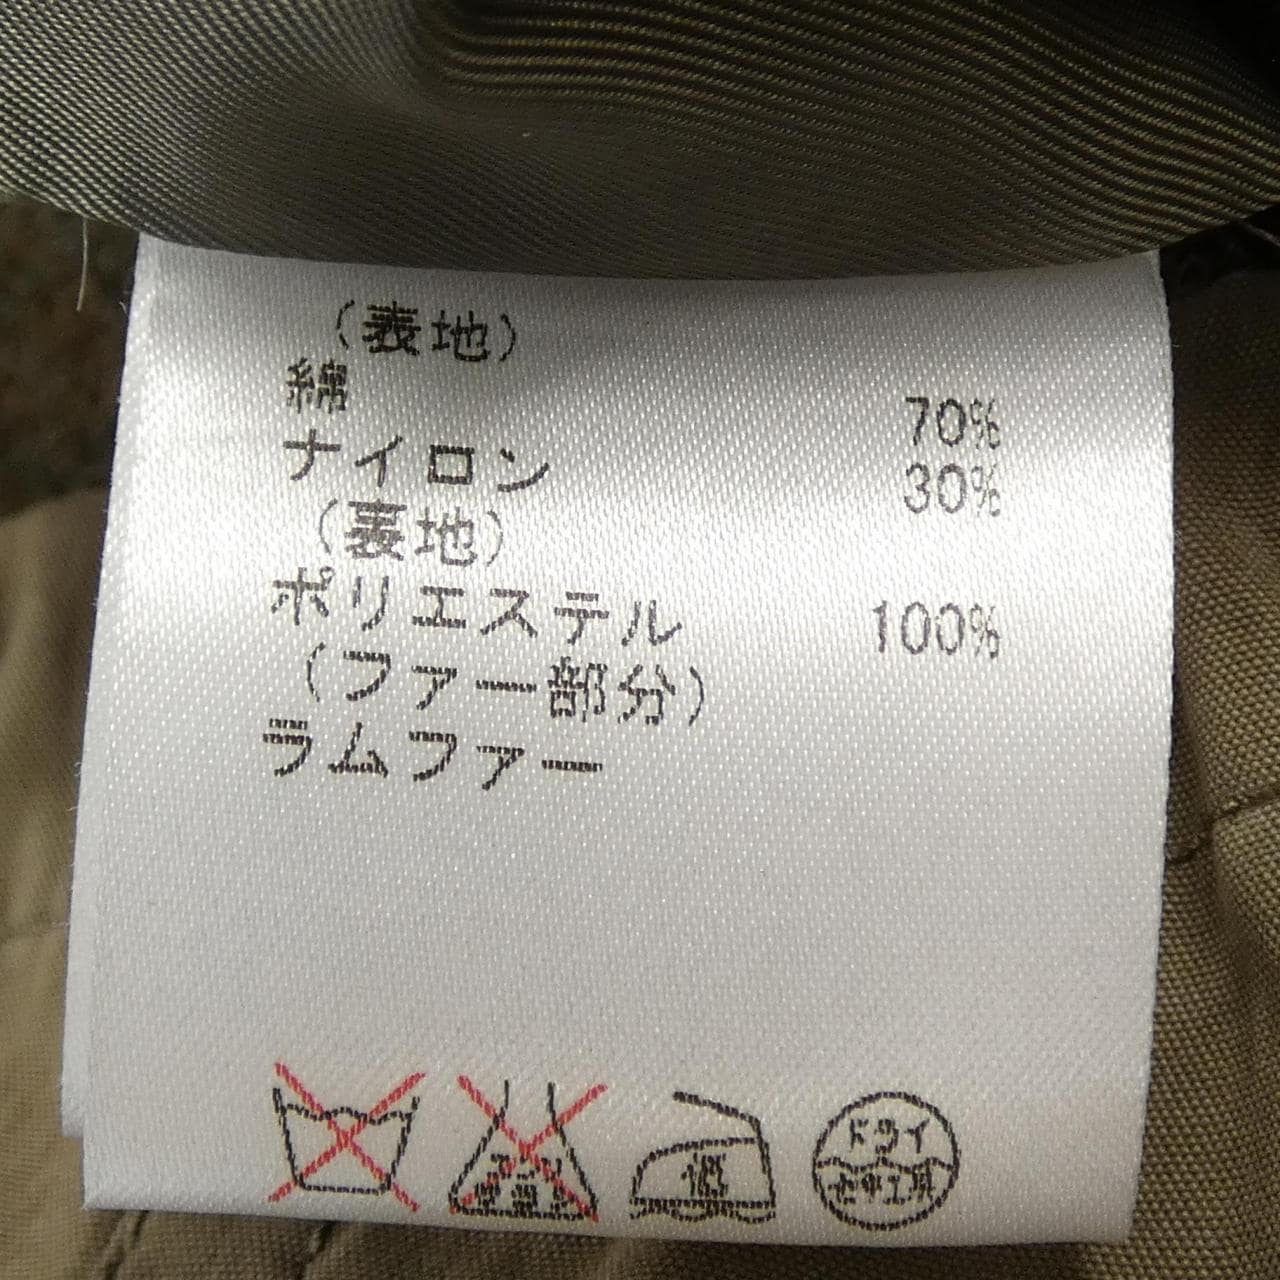 (表地)
綿 70%
ナイロン 30%
(裏地)
ポリエステル 100%
(ファー部分)
ラムファー
低
ドライ